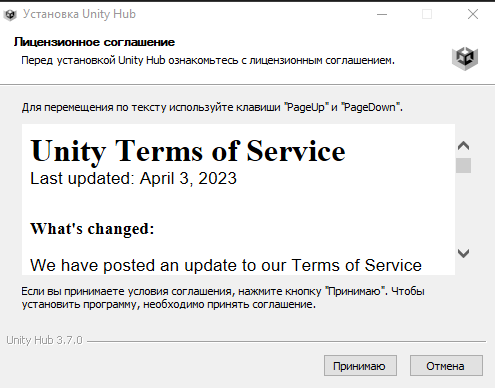 Установка Unity Hub
Лицензионное соглашение
Перед установкой Unity Hub ознакомьтесь с лицензионным соглашением.
Для перемещения по тексту используйте клавиши "PageUp" и "PageDown".
Unity Terms of Service
Last updated: April 3, 2023
What's changed:
We have posted an update to our Terms of Service
Если вы принимаете условия соглашения, нажмите кнопку "Принимаю". Чтобы
установить программу, необходимо принять соглашение.
Unity Hub 3.7.0
Принимаю
Отмена